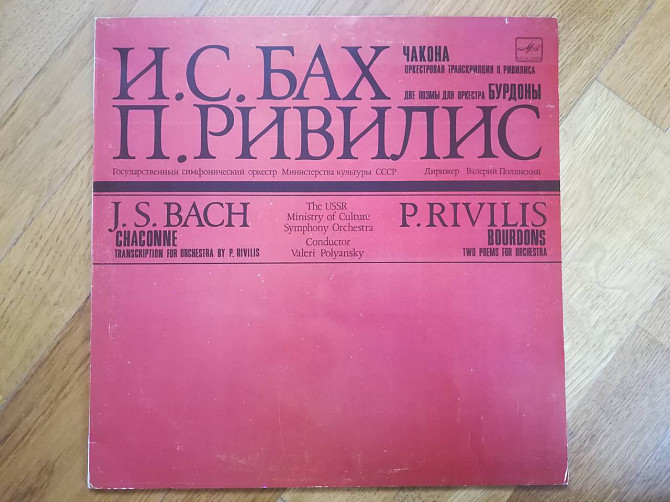 И.С.БАХ
ЧАКОНА
ОРКЕСТРОВАЯ ТРАНСКРИПЦИЯ П. РИВИЛИСА
П.РИВИЛИС
ДВЕ ПОЭМЫ ДЛЯ ОРКЕСТРА БУРДОНЫ
Государственный симфонический оркестр Министерства культуры СССР Дирижер Валерий Полянский
J.S.BACH
CHACONNE
TRANSCRIPTION FOR ORCHESTRA BY P. RIVILIS
The USSR
Ministry of Culture
Symphony Orchestra
Conductor
Valeri Polyansky
P.RIVILIS
BOURDONS
TWO POEMS FOR ORCHESTRA